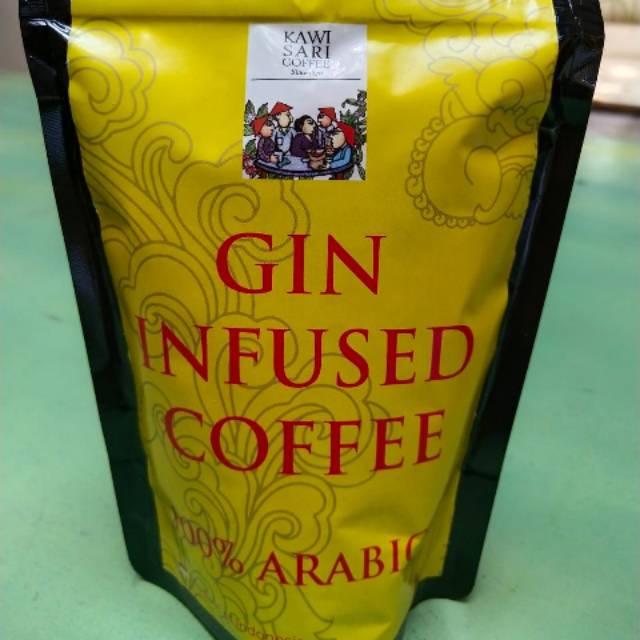 KAWI
SARI
COFFEE
GIN
INFUSED
COFFEE
100% ARABIC